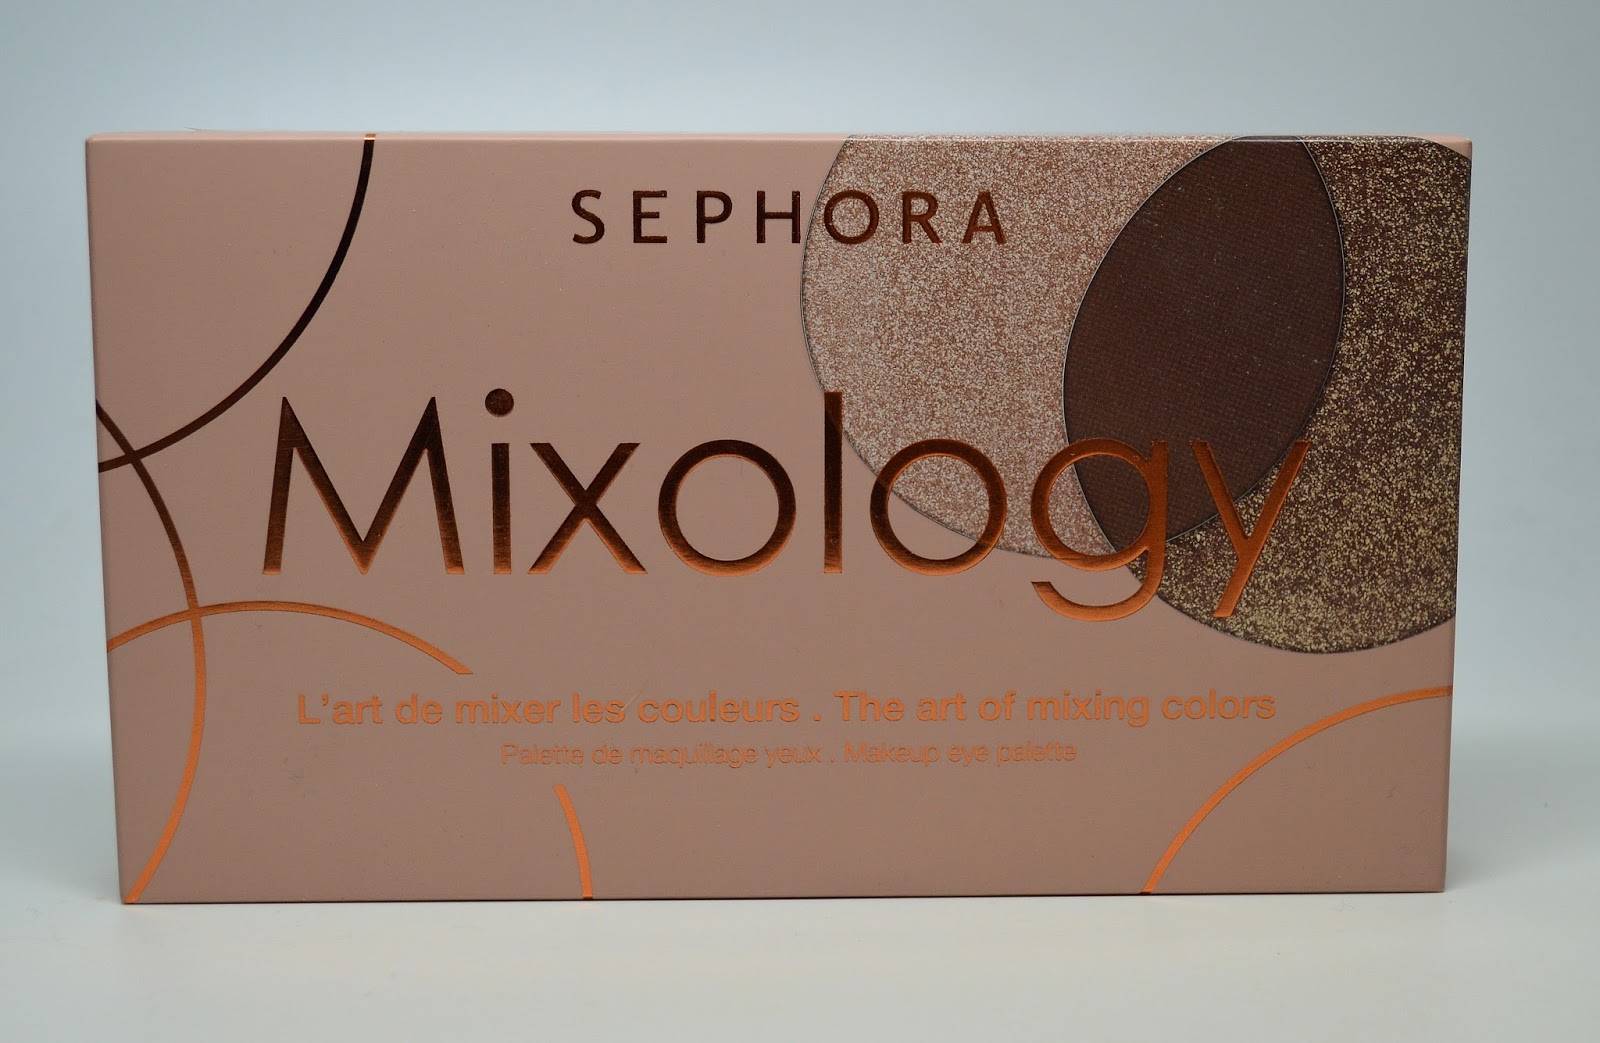 SEPHORA
Mixology
L'art de mixer les couleurs . The art of mixing colors
Palette de maquillage yeux . Makeup eye palette